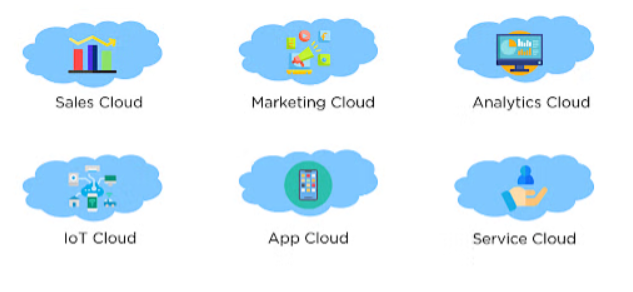 Sales Cloud
Marketing Cloud
Analytics Cloud
IoT Cloud
App Cloud
Service Cloud